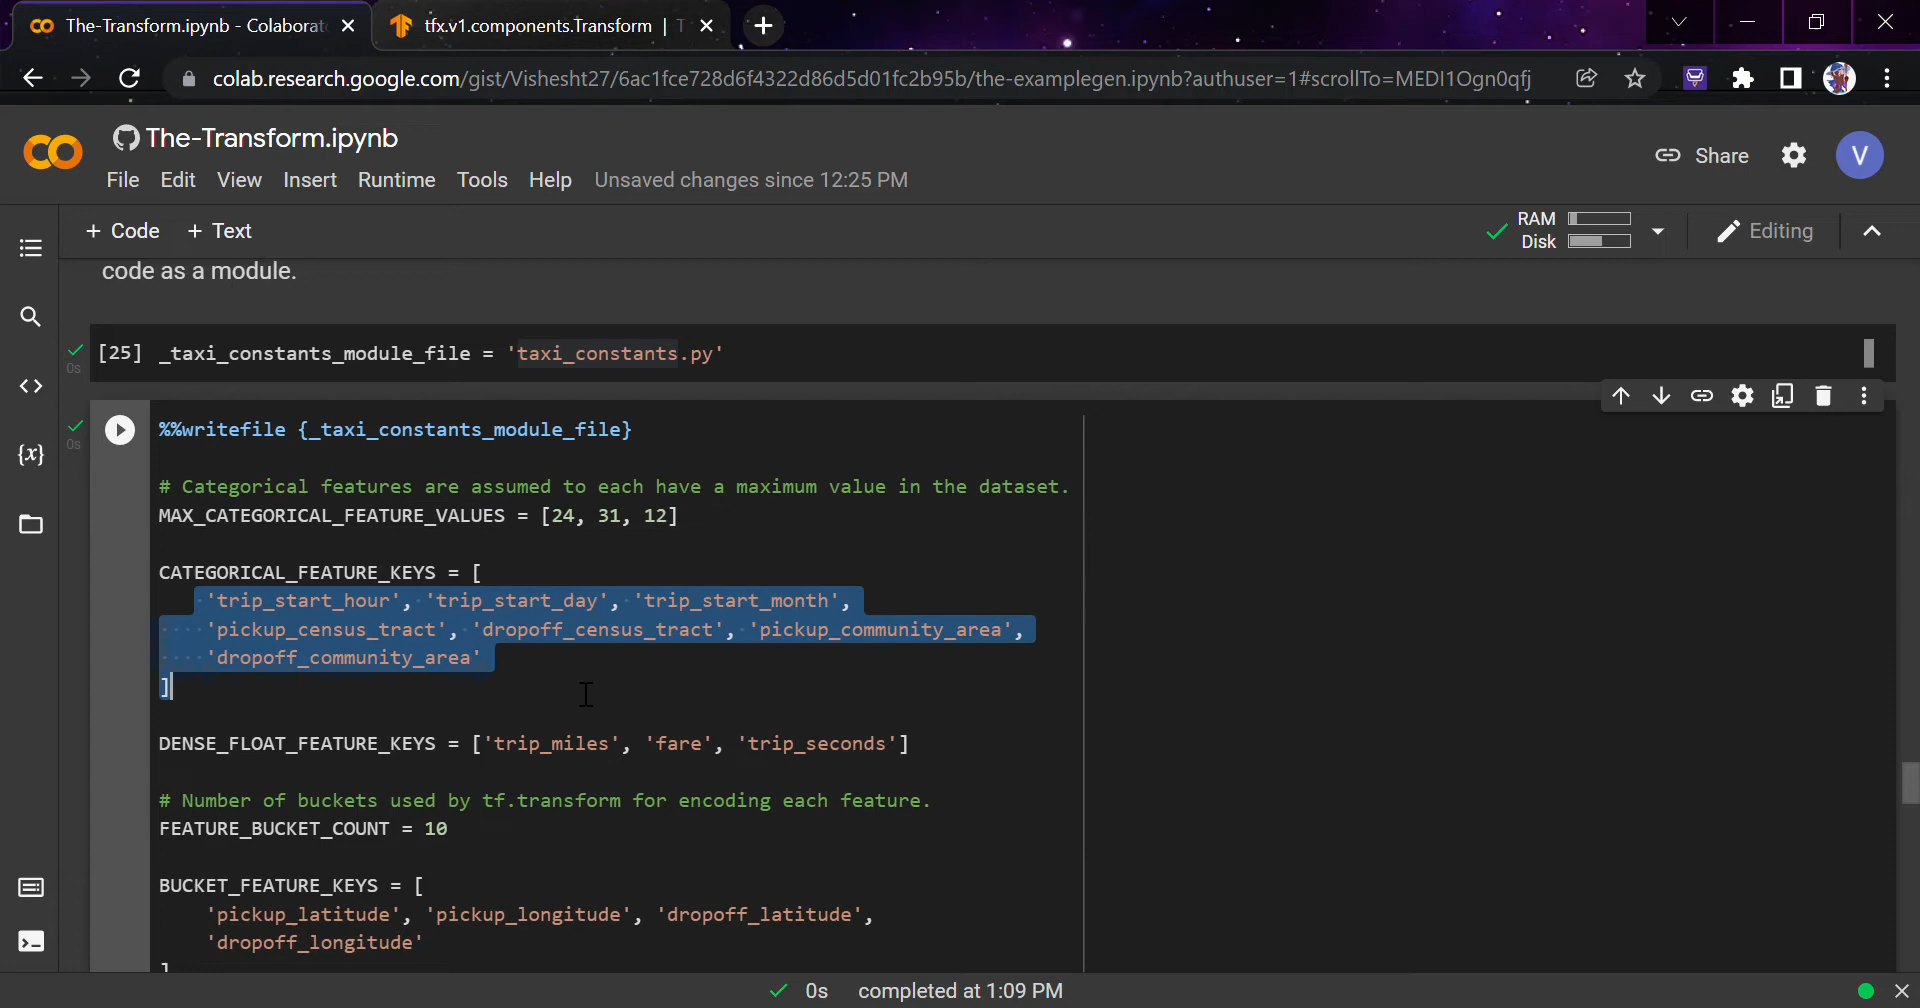 The-Transform.ipynb - Colaborat
tfx.v1.components.Transform | T
colab.research.google.com/gist/Vishesht27/6ac1fce728d6f4322d86d5d01fc2b95b/the-examplegen.ipynb?authuser=1#scrollTo=MEDI1Ogn0qfj
The-Transform.ipynb
Share
V
File Edit View Insert Runtime Tools Help Unsaved changes since 12:25 PM
+ Code + Text
RAM
Disk
Editing
code as a module.
[25] _taxi_constants_module_file = 'taxi_constants.py'
0s
%%writefile {_taxi_constants_module_file}
0s
# Categorical features are assumed to each have a maximum value in the dataset.
MAX_CATEGORICAL_FEATURE_VALUES = [24, 31, 12]
CATEGORICAL_FEATURE_KEYS = [
'trip_start_hour', 'trip_start_day', 'trip_start_month',
'pickup_census_tract', 'dropoff_census_tract', 'pickup_community_area',
'dropoff_community_area'
]
DENSE_FLOAT_FEATURE_KEYS = ['trip_miles', 'fare', 'trip_seconds']
# Number of buckets used by tf.transform for encoding each feature.
FEATURE_BUCKET_COUNT = 10
BUCKET_FEATURE_KEYS = [
'pickup_latitude', 'pickup_longitude', 'dropoff_latitude',
'dropoff_longitude'
]
0s completed at 1:09 PM